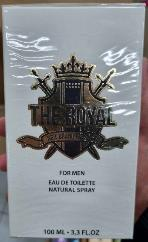 THE ROYAL
FOR MEN
EAU DE TOILETTE
NATURAL SPRAY
100 ML - 3.3 FL.OZ